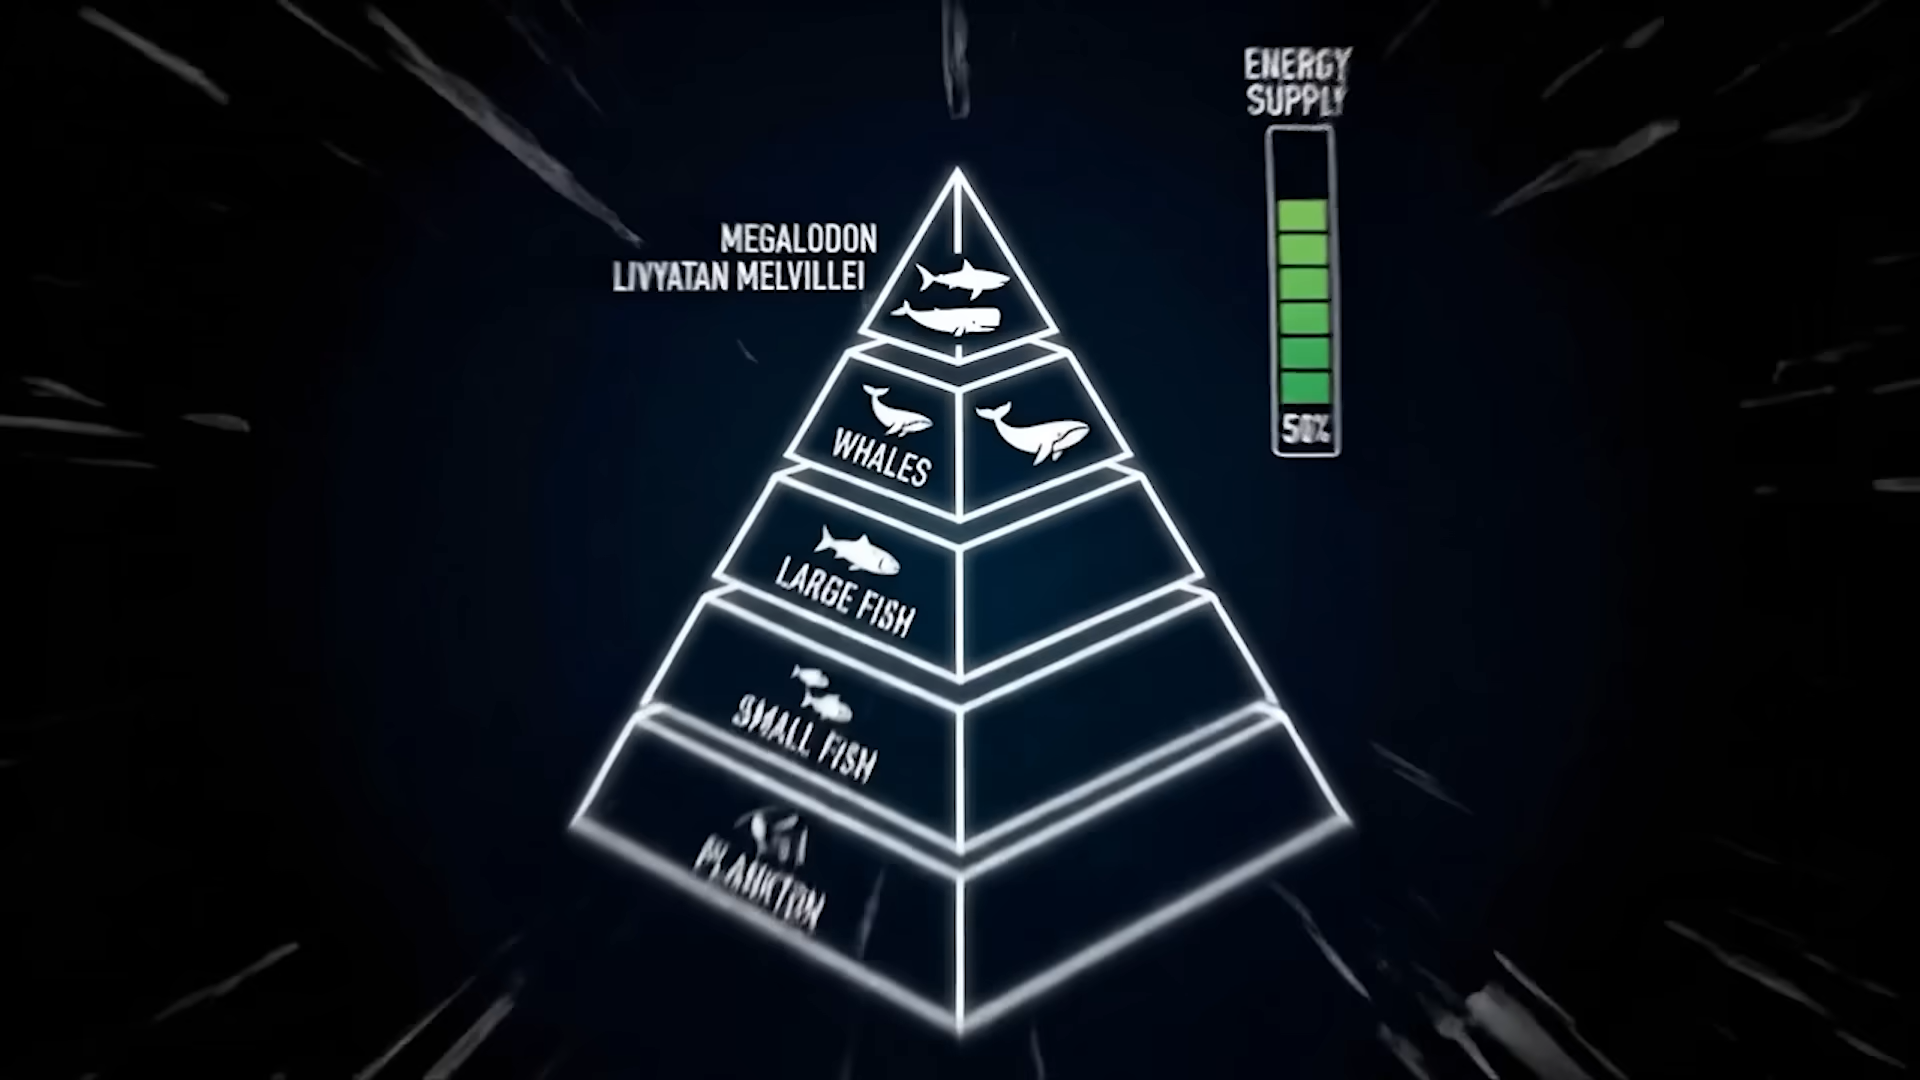 ENERGY
SUPPLY
MEGALODON
LIVYATAN MELVILLEI
50%
WHALES
LARGE FISH
SMALL FISH
PLANKTON